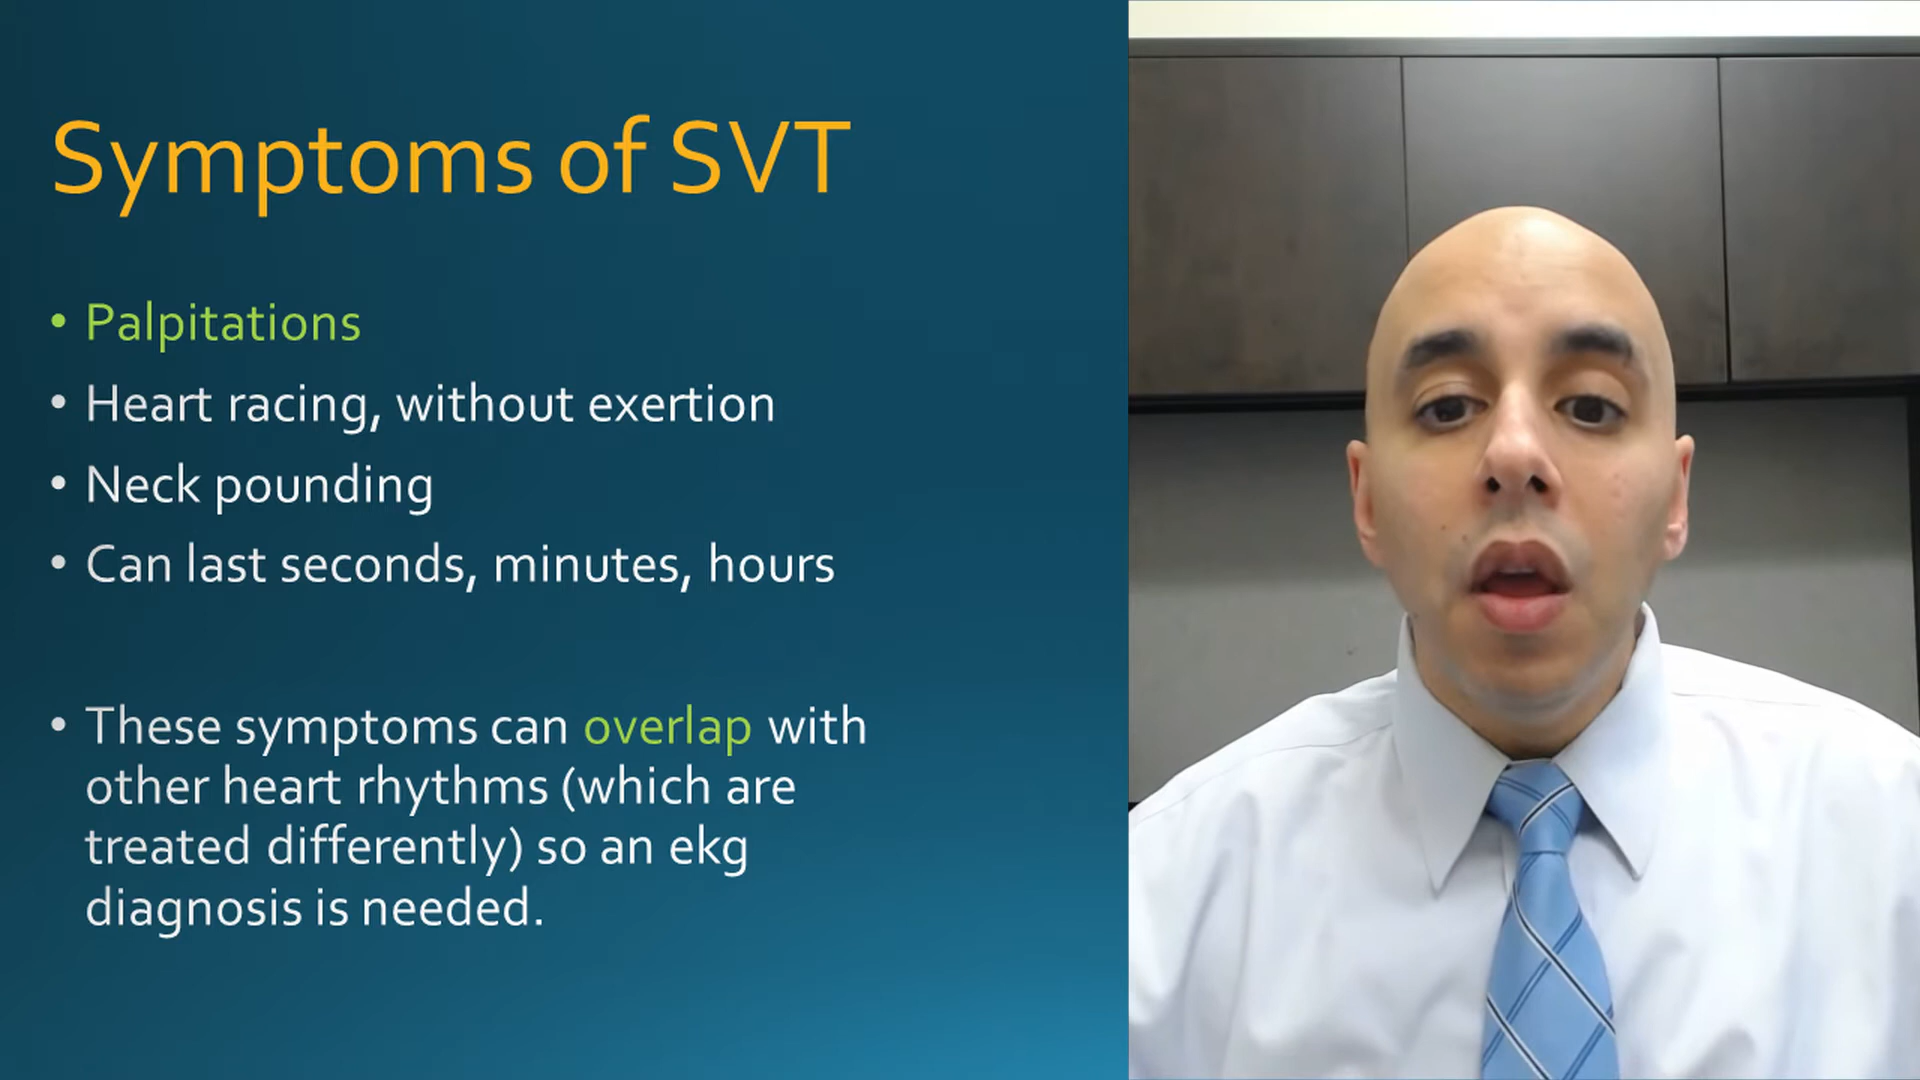 Symptoms of SVT
• Palpitations
• Heart racing, without exertion
• Neck pounding
• Can last seconds, minutes, hours
• These symptoms can overlap with
other heart rhythms (which are
treated differently) so an ekg
diagnosis is needed.